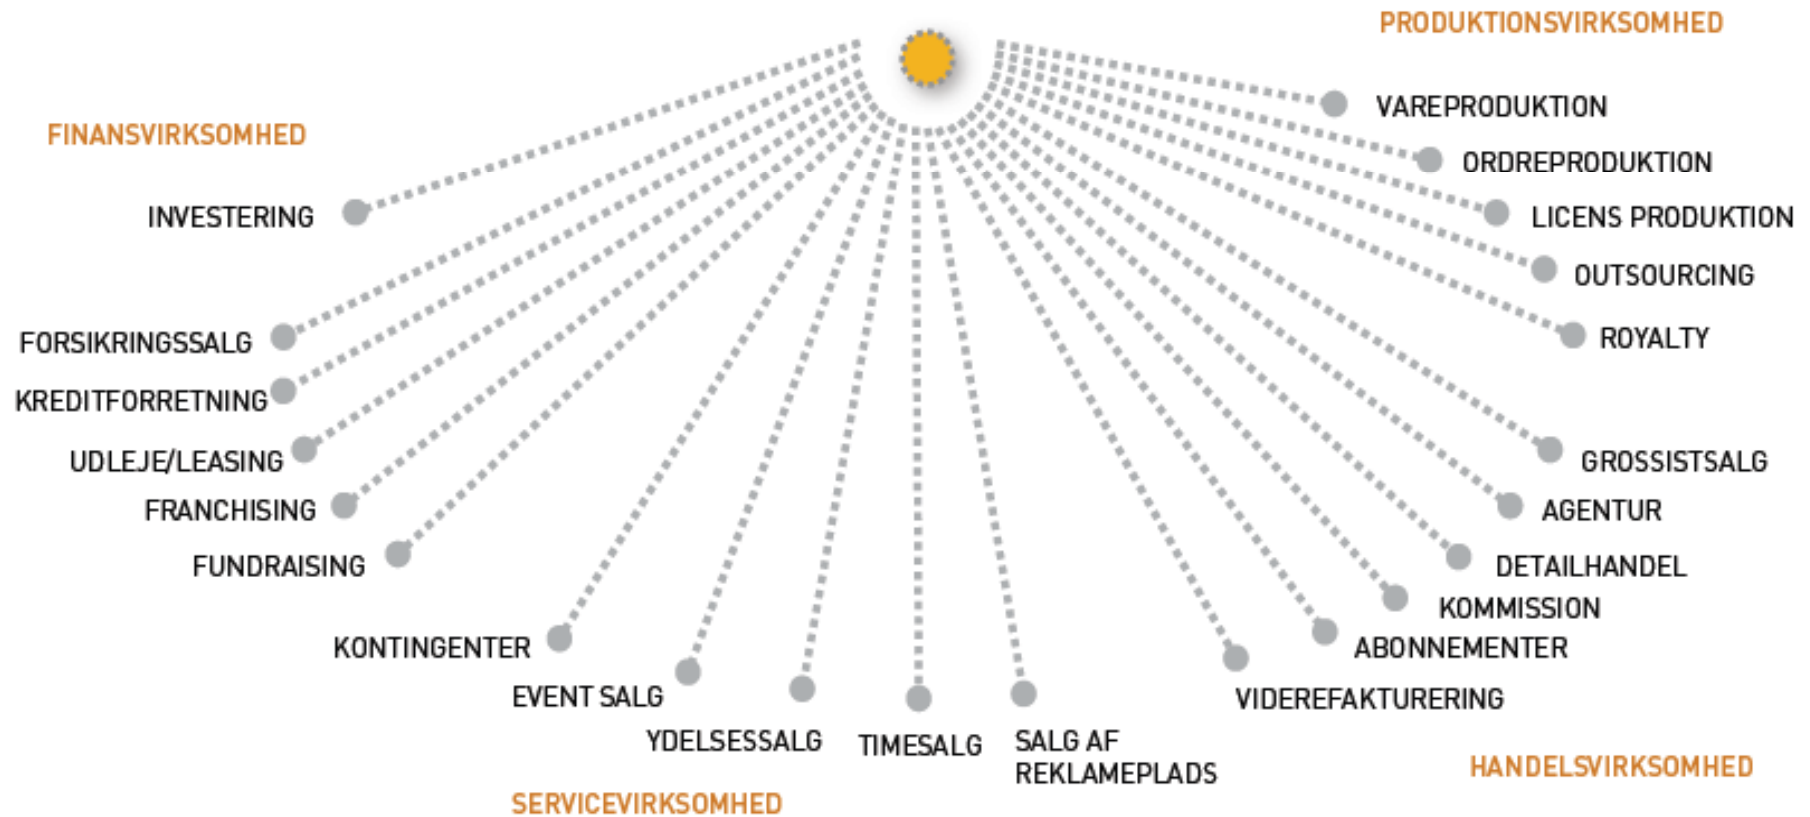 PRODUKTIONSVIRKSOMHED
VAREPRODUKTION
ORDREPRODUKTION
LICENS PRODUKTION
OUTSOURCING
ROYALTY
FINANSVIRKSOMHED
INVESTERING
FORSIKRINGSSALG
KREDITFORRETNING
UDLEJE/LEASING
FRANCHISING
FUNDRAISING
KONTINGENTER
EVENT SALG
YDELSESSALG
TIMESALG
SALG AF
REKLAMEPLADS
SERVICEVIRKSOMHED
GROSSISTSALG
AGENTUR
DETAILHANDEL
KOMMISSION
ABONNEMENTER
VIDEREFAKTURERING
HANDELSVIRKSOMHED